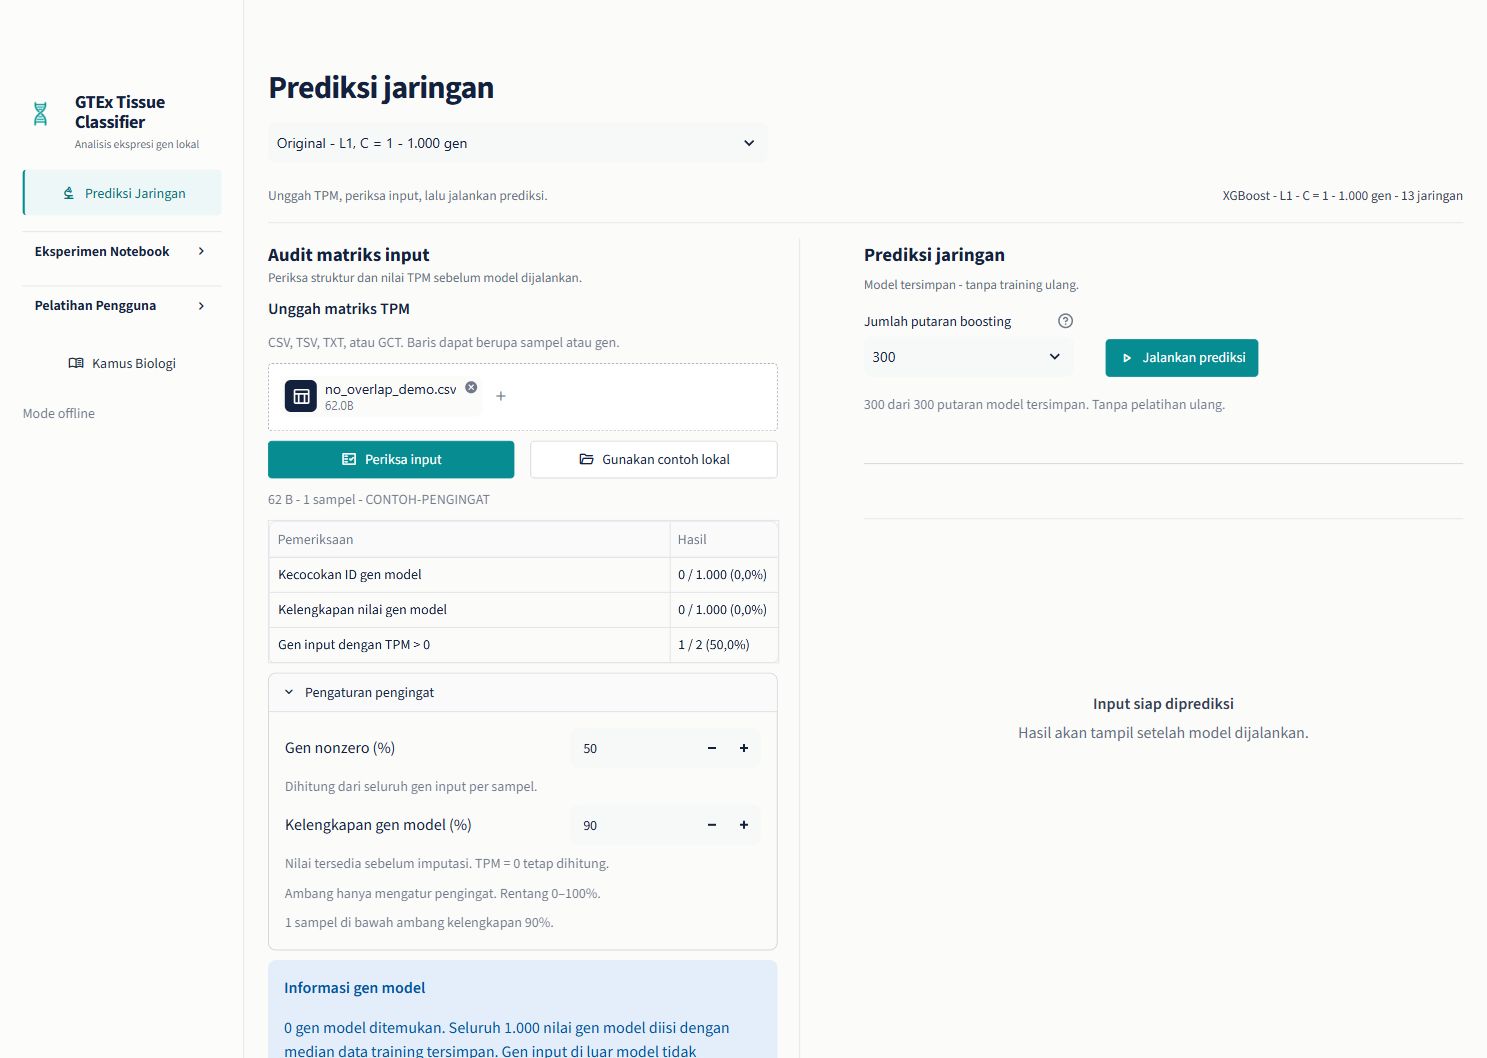 GTEx Tissue
Classifier
Analisis ekspresi gen lokal
Prediksi Jaringan
Eksperimen Notebook
Pelatihan Pengguna
Kamus Biologi
Mode offline
Prediksi jaringan
Original - L1, C = 1 - 1.000 gen
Unggah TPM, periksa input, lalu jalankan prediksi.
XGBoost - L1 - C = 1 - 1.000 gen - 13 jaringan
Audit matriks input
Periksa struktur dan nilai TPM sebelum model dijalankan.
Unggah matriks TPM
CSV, TSV, TXT, atau GCT. Baris dapat berupa sampel atau gen.
no_overlap_demo.csv
62.0B
Periksa input
Gunakan contoh lokal
62 B - 1 sampel - CONTOH-PENGINGAT
Pemeriksaan Hasil
Kecocokan ID gen model 0 / 1.000 (0,0%)
Kelengkapan nilai gen model 0 / 1.000 (0,0%)
Gen input dengan TPM > 0 1 / 2 (50,0%)
Pengaturan pengingat
Gen nonzero (%) 50
Dihitung dari seluruh gen input per sampel.
Kelengkapan gen model (%) 90
Nilai tersedia sebelum imputasi. TPM = 0 tetap dihitung.
Ambang hanya mengatur pengingat. Rentang 0–100%.
1 sampel di bawah ambang kelengkapan 90%.
Informasi gen model
0 gen model ditemukan. Seluruh 1.000 nilai gen model diisi dengan
median data training tersimpan. Gen input di luar model tidak
Prediksi jaringan
Model tersimpan - tanpa training ulang.
Jumlah putaran boosting
300
Jalankan prediksi
300 dari 300 putaran model tersimpan. Tanpa pelatihan ulang.
Input siap diprediksi
Hasil akan tampil setelah model dijalankan.